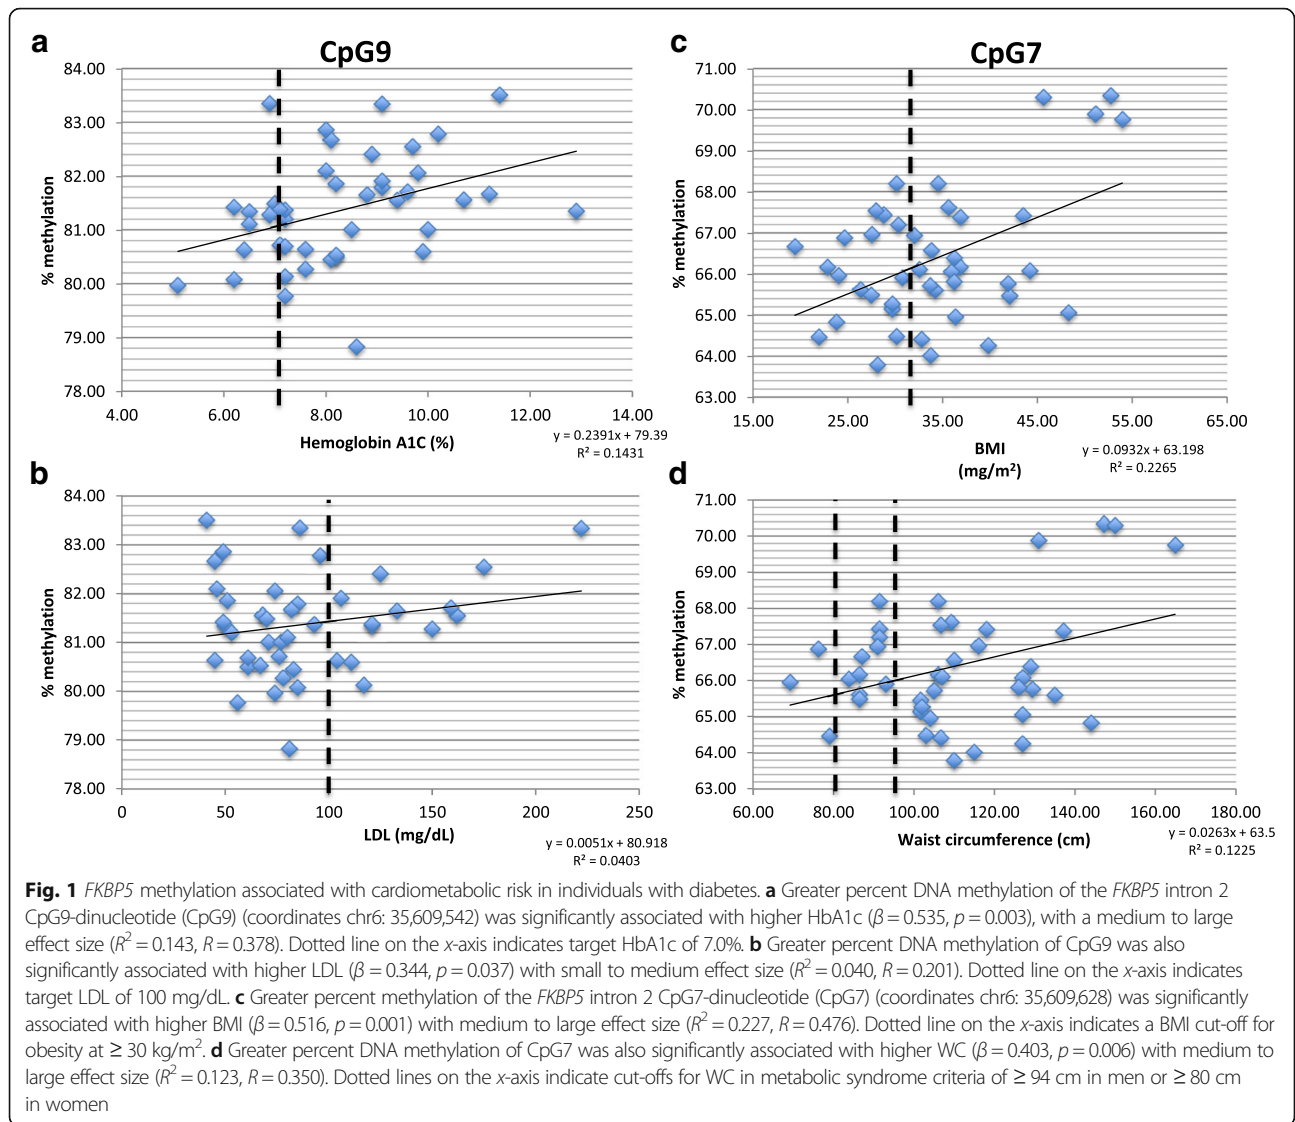 a
CpG9
84.00
83.00
82.00
81.00
80.00
79.00
78.00
% methylation
4.00 6.00 8.00 10.00 12.00 14.00
Hemoglobin A1C (%)
y = 0.2391x + 79.39
R² = 0.1431
c
CpG7
71.00
70.00
69.00
68.00
67.00
66.00
65.00
64.00
63.00
% methylation
15.00 25.00 35.00 45.00 55.00 65.00
BMI
(mg/m²)
y = 0.0932x + 63.198
R² = 0.2265
b
84.00
83.00
82.00
81.00
80.00
79.00
78.00
% methylation
0 50 100 150 200 250
LDL (mg/dL)
y = 0.0051x + 80.918
R² = 0.0403
d
71.00
70.00
69.00
68.00
67.00
66.00
65.00
64.00
63.00
% methylation
60.00 80.00 100.00 120.00 140.00 160.00 180.00
Waist circumference (cm)
y = 0.0263x + 63.5
R² = 0.1225
Fig. 1 FKBP5 methylation associated with cardiometabolic risk in individuals with diabetes. a Greater percent DNA methylation of the FKBP5 intron 2
CpG9-dinucleotide (CpG9) (coordinates chr6: 35,609,542) was significantly associated with higher HbA1c (β = 0.535, p = 0.003), with a medium to large
effect size (R² = 0.143, R = 0.378). Dotted line on the x-axis indicates target HbA1c of 7.0%. b Greater percent DNA methylation of CpG9 was also
significantly associated with higher LDL (β = 0.344, p = 0.037) with small to medium effect size (R² = 0.040, R = 0.201). Dotted line on the x-axis indicates
target LDL of 100 mg/dL. c Greater percent methylation of the FKBP5 intron 2 CpG7-dinucleotide (CpG7) (coordinates chr6: 35,609,628) was significantly
associated with higher BMI (β = 0.516, p = 0.001) with medium to large effect size (R² = 0.227, R = 0.476). Dotted line on the x-axis indicates a BMI cut-off for
obesity at ≥ 30 kg/m². d Greater percent DNA methylation of CpG7 was also significantly associated with higher WC (β = 0.403, p = 0.006) with medium to
large effect size (R² = 0.123, R = 0.350). Dotted lines on the x-axis indicate cut-offs for WC in metabolic syndrome criteria of ≥ 94 cm in men or ≥ 80 cm
in women